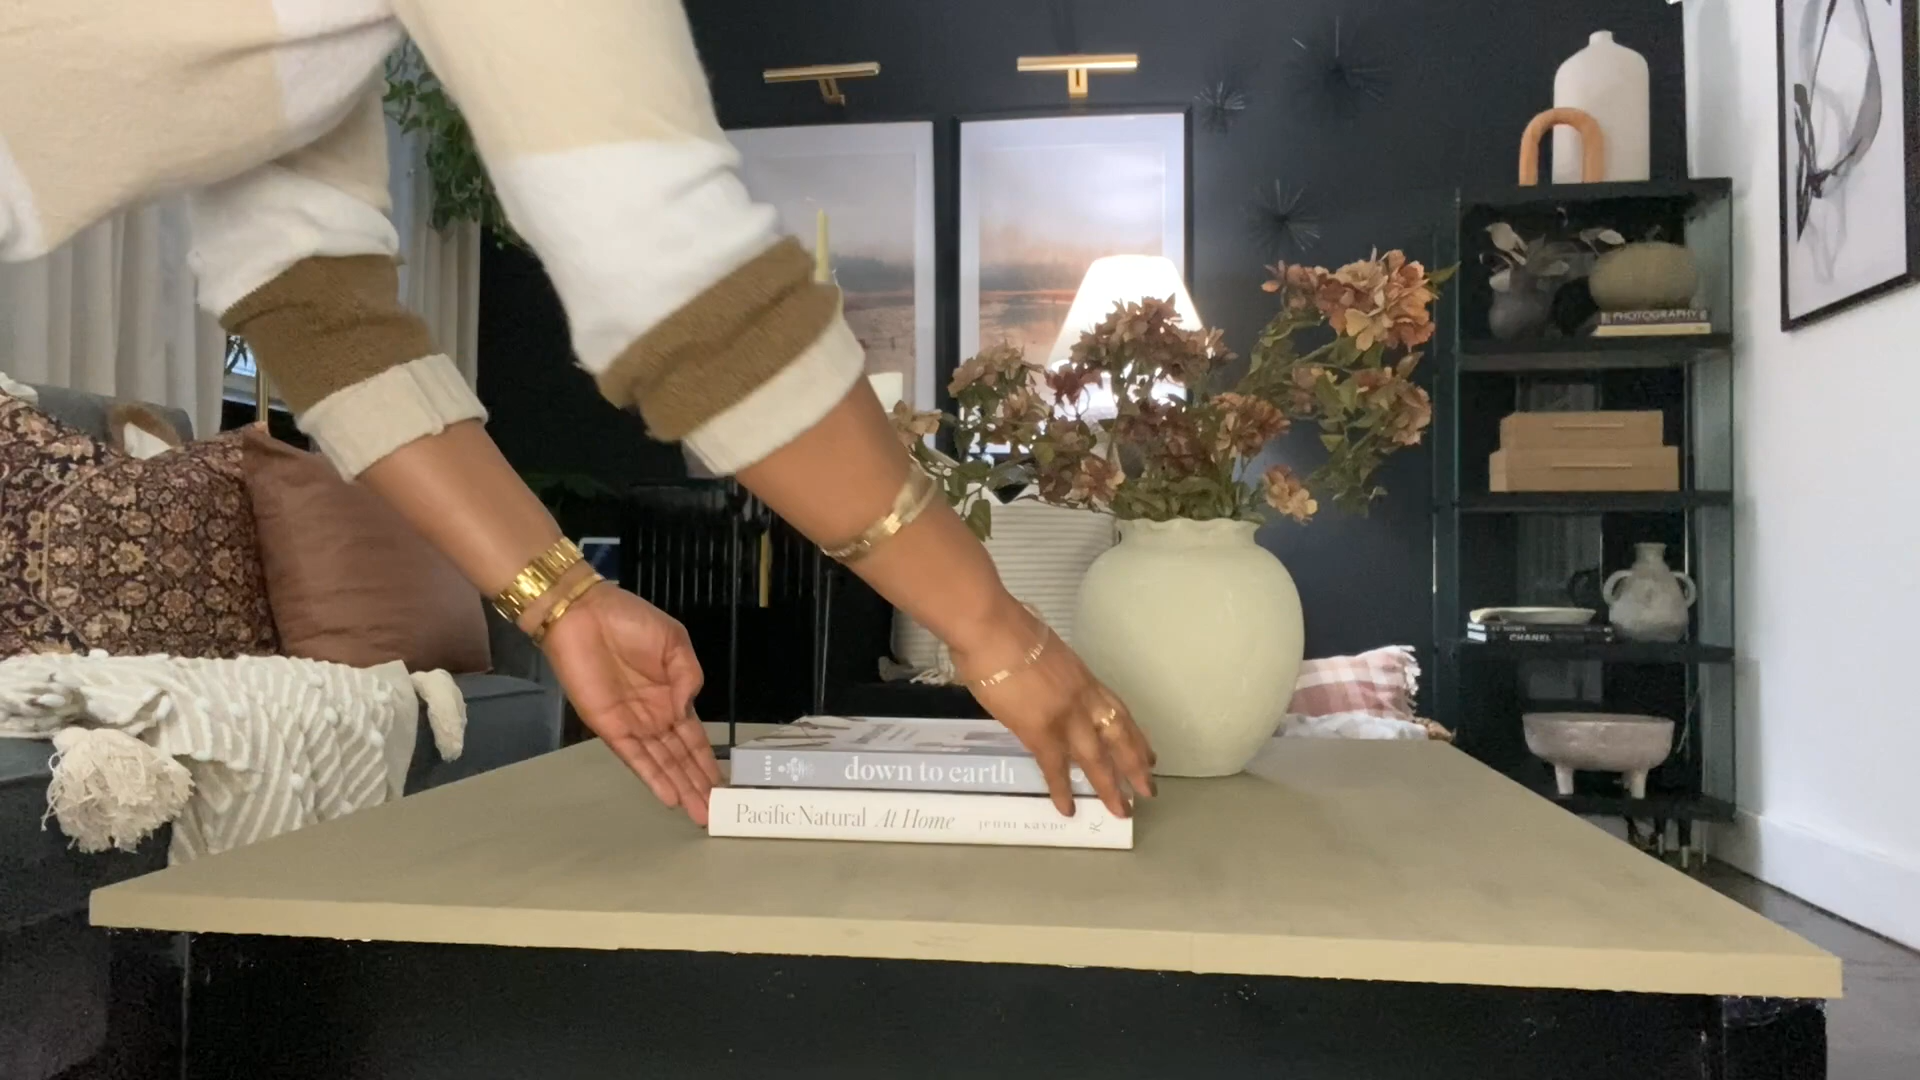 PHOTOGRAPHY
CHANEL
down to earth
Pacific Natural At Home jenni kayne